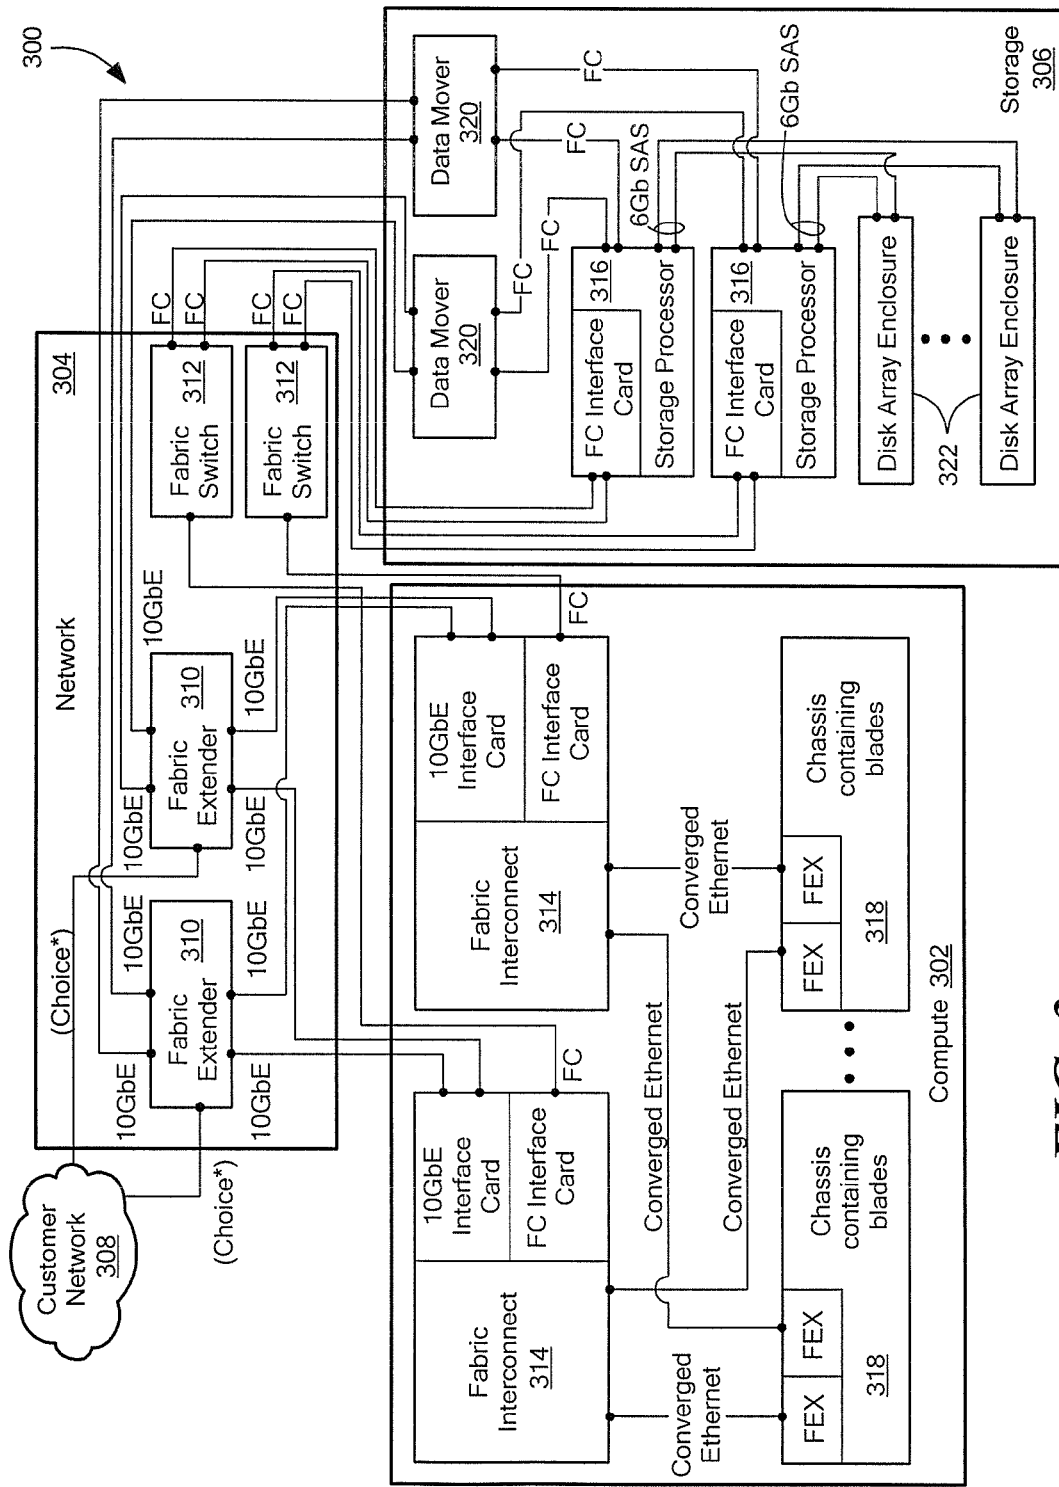 300
Customer
Network
308
(Choice*)
(Choice*)
Network
304
Fabric
Extender
310
10GbE
10GbE
10GbE
10GbE
Fabric
Extender
310
10GbE
10GbE
10GbE
10GbE
Fabric
Switch
312
FC
FC
Fabric
Switch
312
FC
FC
Fabric
Interconnect
314
10GbE
Interface
Card
FC Interface
Card
FC
Fabric
Interconnect
314
10GbE
Interface
Card
FC Interface
Card
FC
Converged
Ethernet
Converged Ethernet
Converged Ethernet
Converged
Ethernet
FEX
FEX
318
Chassis
containing
blades
FEX
FEX
318
Chassis
containing
blades
Compute 302
Data Mover
320
Data Mover
320
FC
FC
FC
FC
FC Interface
Card
316
Storage Processor
6Gb SAS
FC Interface
Card
316
Storage Processor
6Gb SAS
Disk Array Enclosure
322
Disk Array Enclosure
Storage
306